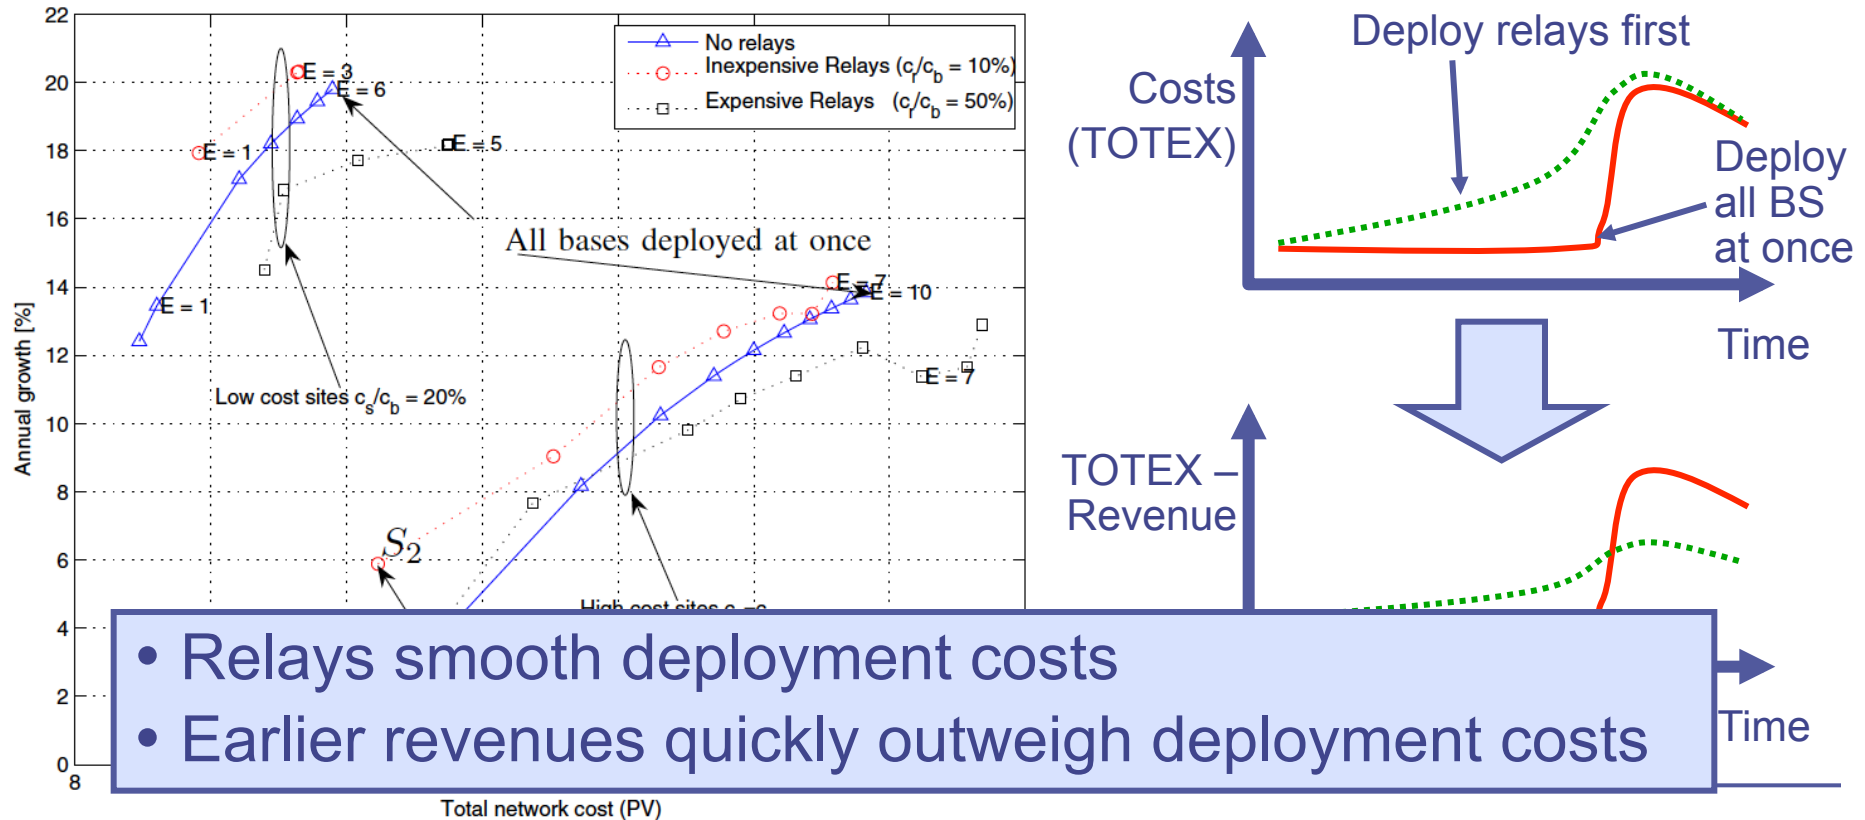 22
20
18
16
14
12
10
8
6
4
2
0
Annual growth [%]
8
Total network cost (PV)
No relays
Inexpensive Relays (c_r/c_b = 10%)
Expensive Relays (c_r/c_b = 50%)
E = 3
E = 6
E = 1
E = 5
E = 1
All bases deployed at once
E = 7
E = 10
Low cost sites c_s/c_b = 20%
E = 7
S_2
High cost sites
Deploy relays first
Costs
(TOTEX)
Deploy
all BS
at once
Time
TOTEX –
Revenue
Time
• Relays smooth deployment costs
• Earlier revenues quickly outweigh deployment costs